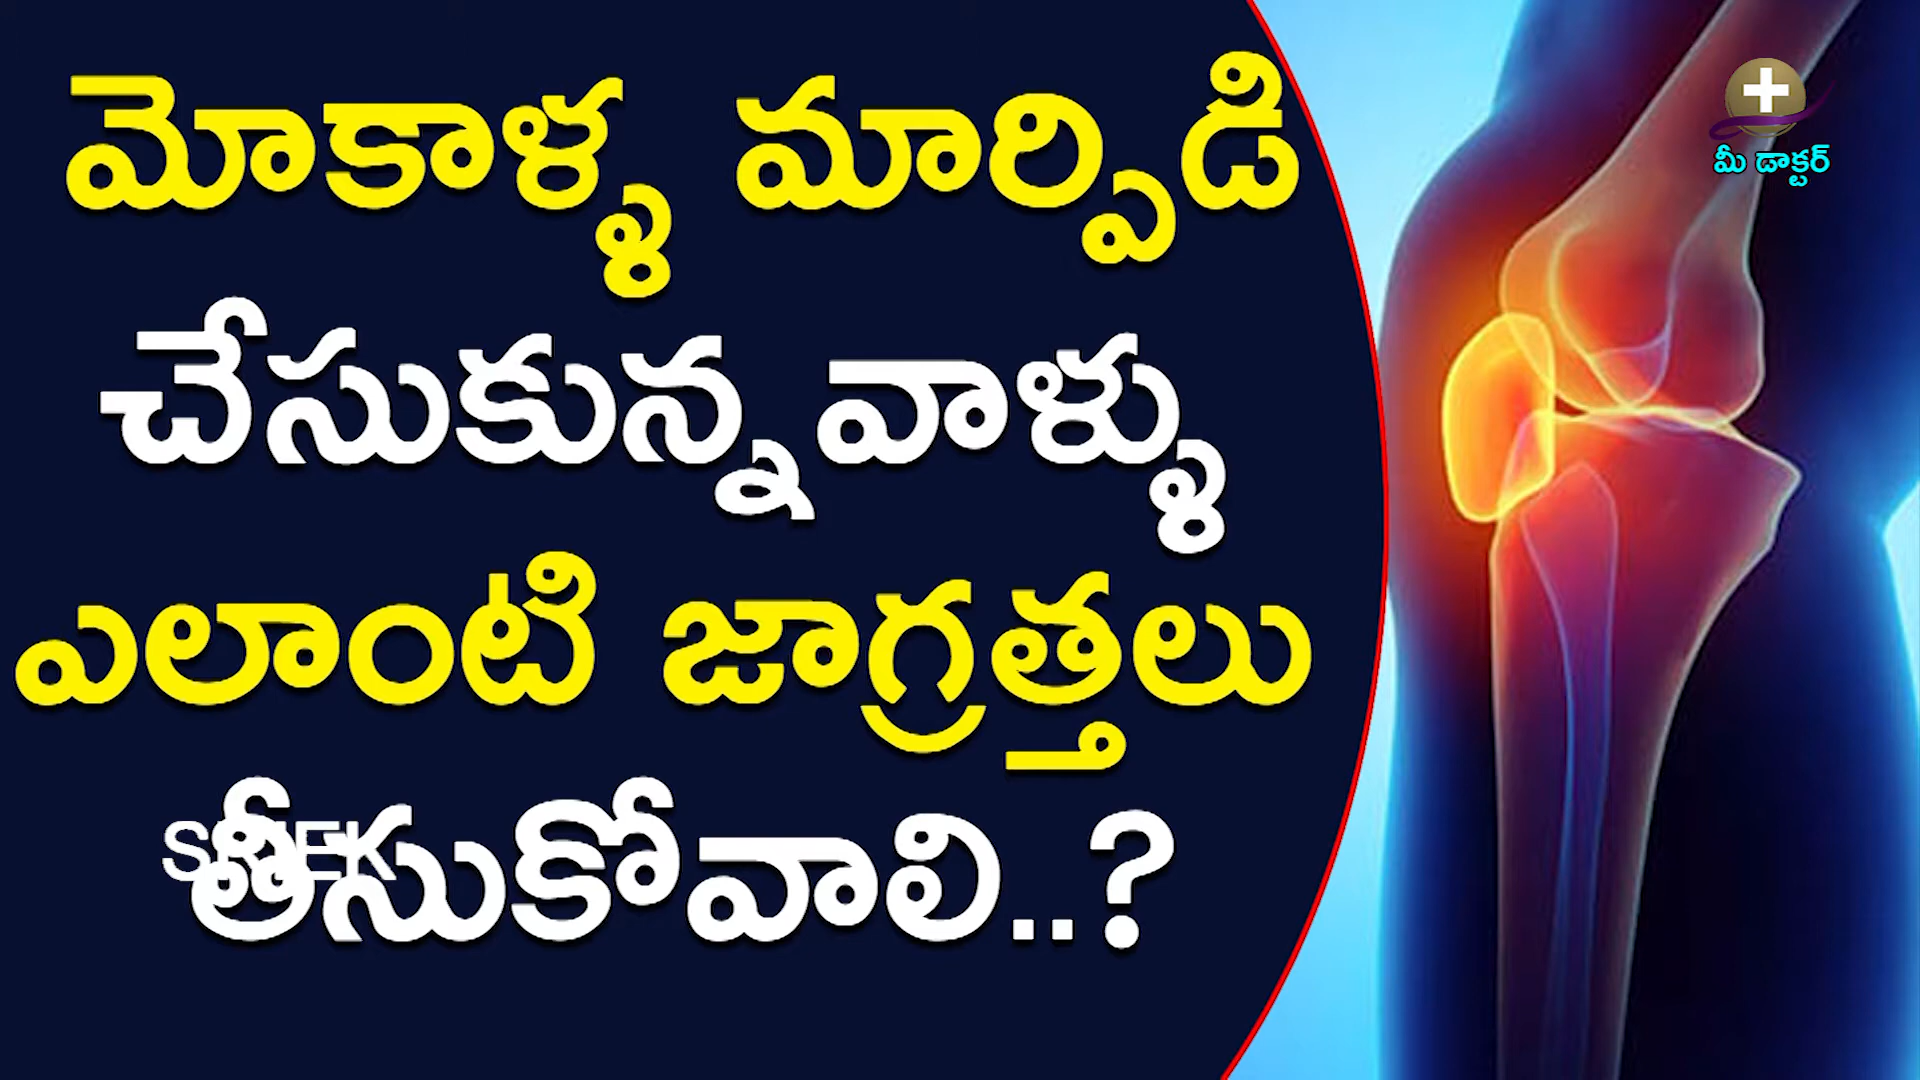 మోకాళ్ళ మార్పిడి
చేసుకున్నవాళ్ళు
ఎలాంటి జాగ్రత్తలు
తీసుకోవాలి..?
మీ డాక్టర్